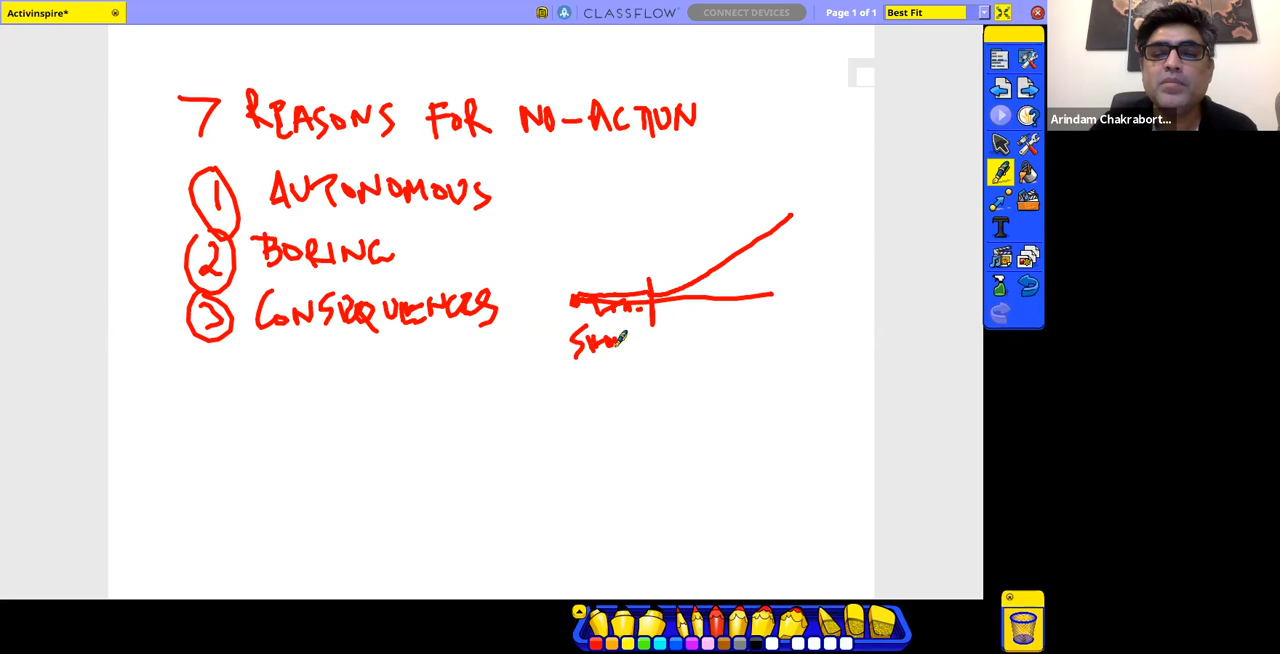 Activinspire*
CLASSFLOW
CONNECT DEVICES
Page 1 of 1
Best Fit
Arindam Chakrabort...
7 REASONS FOR NO-ACTION
1 AUTONOMOUS
2 BORING
3 CONSEQUENCES
T